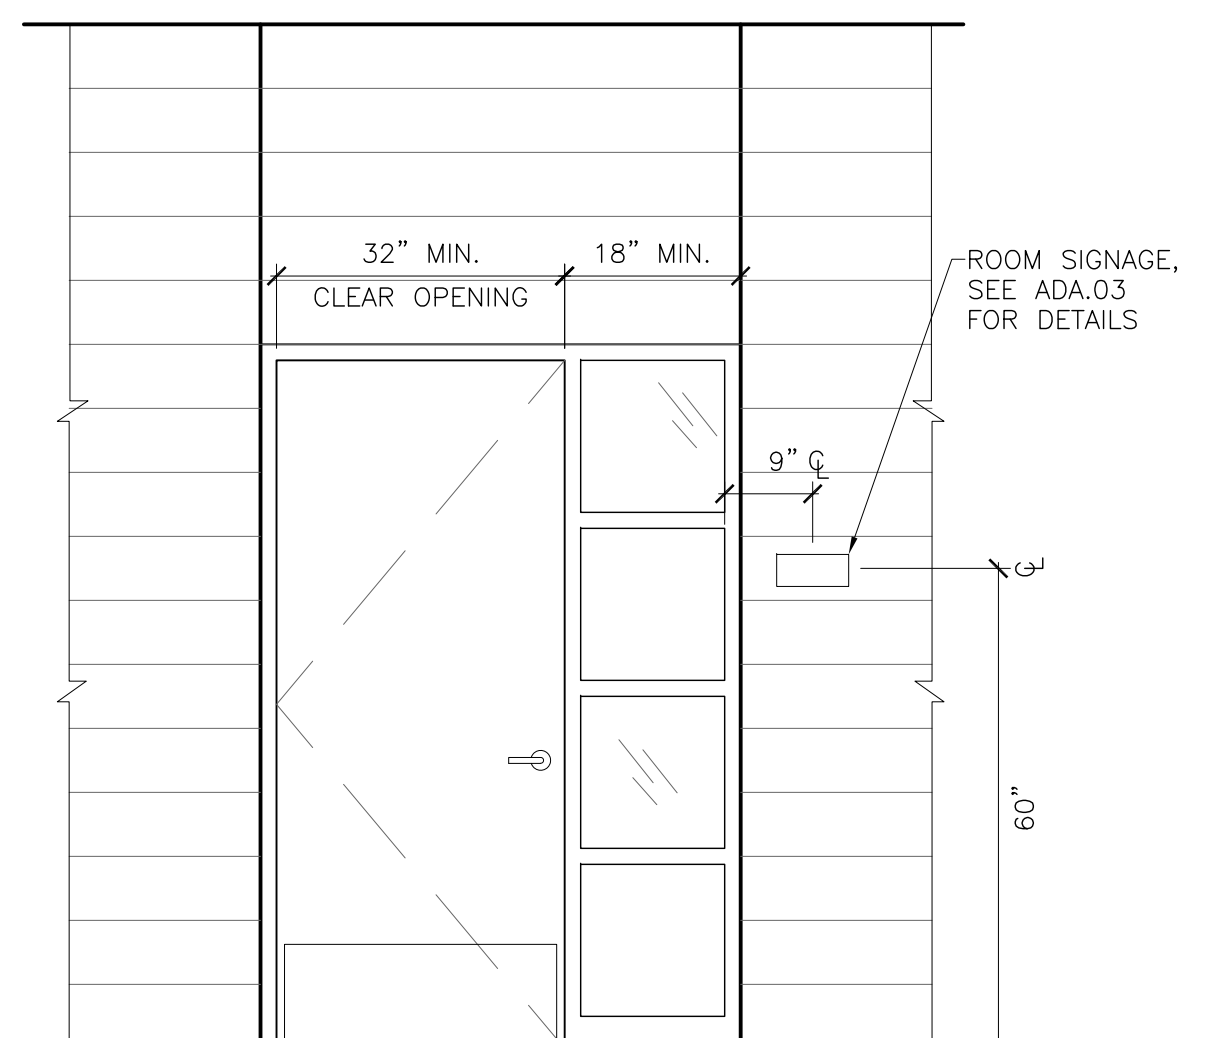 32” MIN.
CLEAR OPENING
18” MIN.
ROOM SIGNAGE,
SEE ADA.03
FOR DETAILS
9” ℄
℄
60”